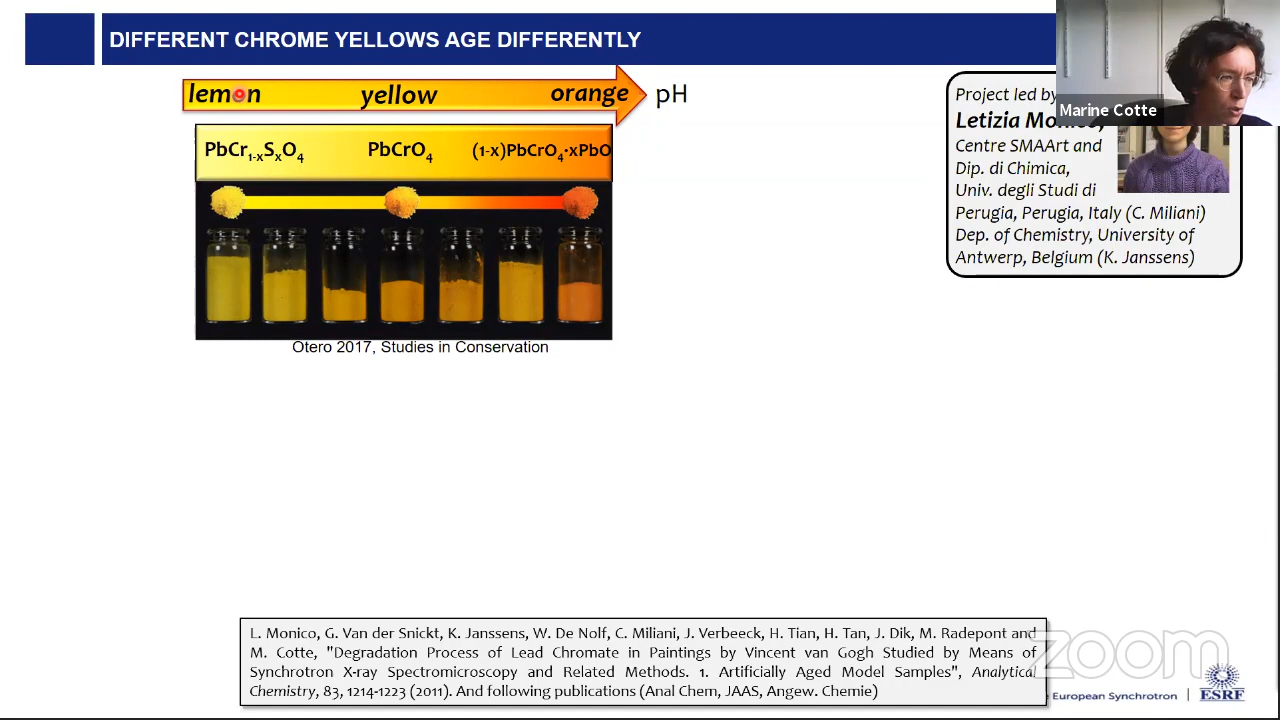 DIFFERENT CHROME YELLOWS AGE DIFFERENTLY
lemon yellow orange pH
PbCr1-xSxO4 PbCrO4 (1-x)PbCrO4·xPbO
Otero 2017, Studies in Conservation
Marine Cotte
Project led by
Letizia
Centre SMAArt and
Dip. di Chimica,
Univ. degli Studi di
Perugia, Perugia, Italy (C. Miliani)
Dep. of Chemistry, University of
Antwerp, Belgium (K. Janssens)
L. Monico, G. Van der Snickt, K. Janssens, W. De Nolf, C. Miliani, J. Verbeeck, H. Tian, H. Tan, J. Dik, M. Radepont and
M. Cotte, "Degradation Process of Lead Chromate in Paintings by Vincent van Gogh Studied by Means of
Synchrotron X-ray Spectromicroscopy and Related Methods. 1. Artificially Aged Model Samples", Analytical
Chemistry, 83, 1214-1223 (2011). And following publications (Anal Chem, JAAS, Angew. Chemie)
zoom
European Synchrotron | ESRF